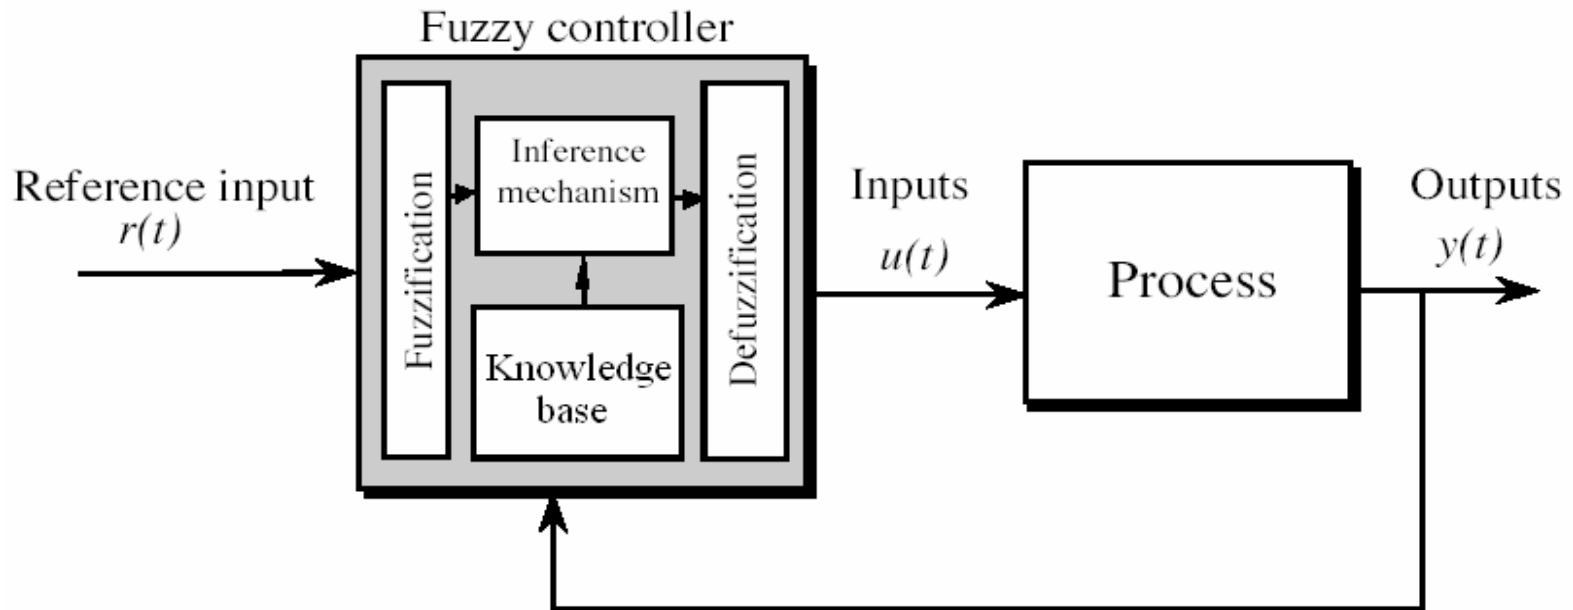 Fuzzy controller
Reference input
r(t)
Fuzzification
Inference
mechanism
Knowledge
base
Defuzzification
Inputs
u(t)
Process
Outputs
y(t)